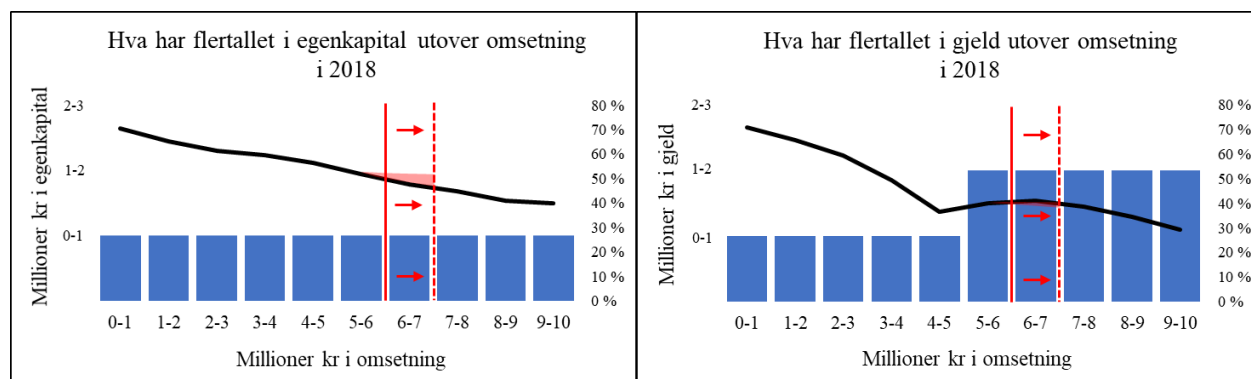 Hva har flertallet i egenkapital utover omsetning
i 2018
Millioner kr i egenkapital
2-3
1-2
0-1
80 %
70 %
60 %
50 %
40 %
30 %
20 %
10 %
0 %
0-1 1-2 2-3 3-4 4-5 5-6 6-7 7-8 8-9 9-10
Millioner kr i omsetning
Hva har flertallet i gjeld utover omsetning
i 2018
Millioner kr i gjeld
2-3
1-2
0-1
80 %
70 %
60 %
50 %
40 %
30 %
20 %
10 %
0 %
0-1 1-2 2-3 3-4 4-5 5-6 6-7 7-8 8-9 9-10
Millioner kr i omsetning